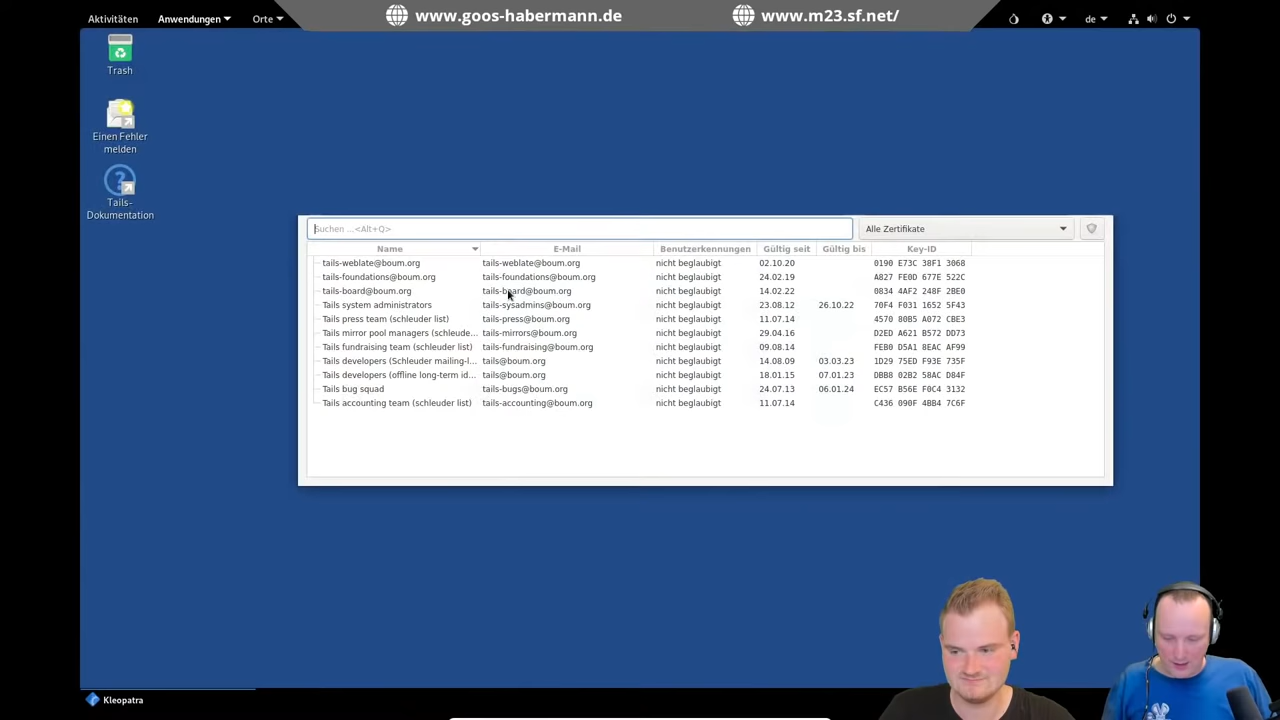 Aktivitäten Anwendungen Orte www.goos-habermann.de www.m23.sf.net/ de
Trash
Einen Fehler
melden
Tails-
Dokumentation
Suchen ...<Alt+Q> Alle Zertifikate
Name E-Mail Benutzerkennungen Gültig seit Gültig bis Key-ID
tails-weblate@boum.org tails-weblate@boum.org nicht beglaubigt 02.10.20 0190 E73C 38F1 3068
tails-foundations@boum.org tails-foundations@boum.org nicht beglaubigt 24.02.19 A827 FE0D 677E 522C
tails-board@boum.org tails-board@boum.org nicht beglaubigt 14.02.22 0834 4AF2 248F 2BE0
Tails system administrators tails-sysadmins@boum.org nicht beglaubigt 23.08.12 26.10.22 70F4 F031 1652 5F43
Tails press team (schleuder list) tails-press@boum.org nicht beglaubigt 11.07.14 4570 80B5 A072 CBE3
Tails mirror pool managers (schleude... tails-mirrors@boum.org nicht beglaubigt 29.04.16 D2ED A621 B572 DD73
Tails fundraising team (schleuder list) tails-fundraising@boum.org nicht beglaubigt 09.08.14 FEB0 D5A1 8EAC AF99
Tails developers (Schleuder mailing-l... tails@boum.org nicht beglaubigt 14.08.09 03.03.23 1D29 75ED F93E 735F
Tails developers (offline long-term id... tails@boum.org nicht beglaubigt 18.01.15 07.01.23 DBB8 02B2 58AC D84F
Tails bug squad tails-bugs@boum.org nicht beglaubigt 24.07.13 06.01.24 EC57 B56E F0C4 3132
Tails accounting team (schleuder list) tails-accounting@boum.org nicht beglaubigt 11.07.14 C436 090F 4BB4 7C6F
Kleopatra